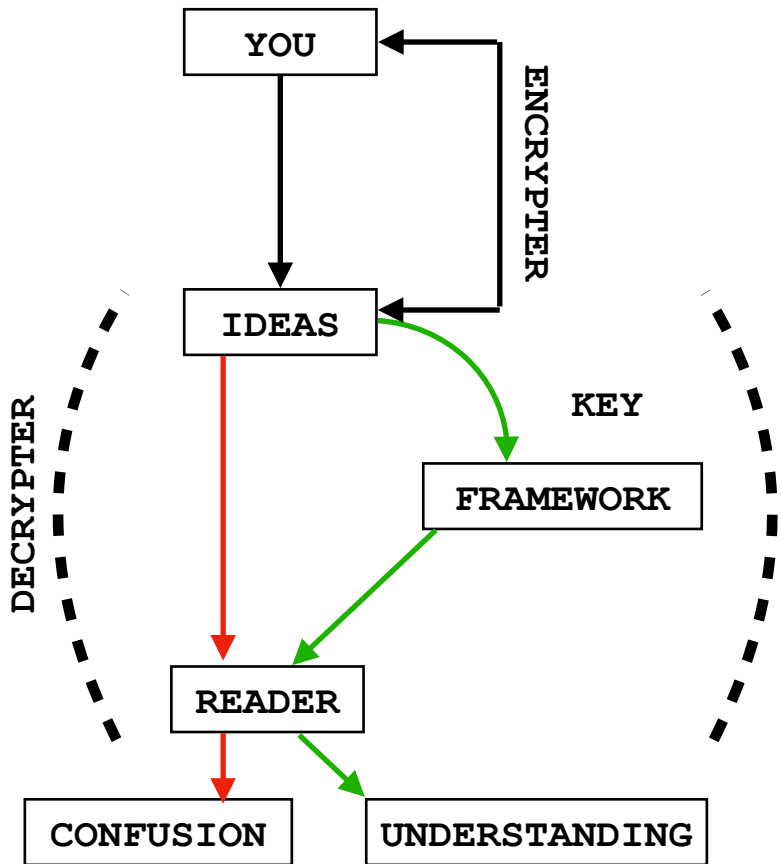 YOU
ENCRYPTER
IDEAS
KEY
FRAMEWORK
DECRYPTER
READER
CONFUSION
UNDERSTANDING